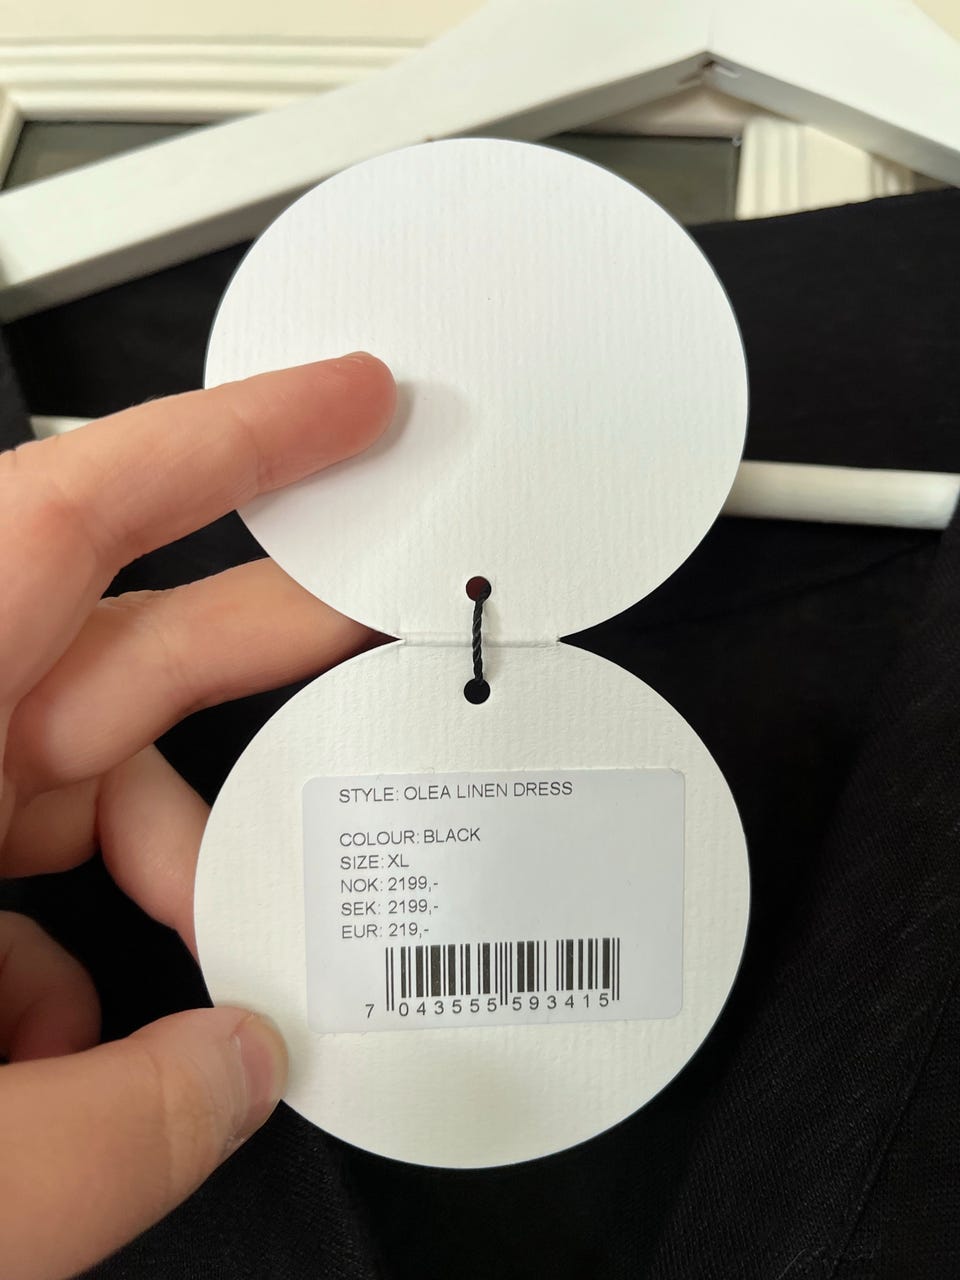 STYLE: OLEA LINEN DRESS
COLOUR: BLACK
SIZE: XL
NOK: 2199,-
SEK: 2199,-
EUR: 219,-
7 043555 593415